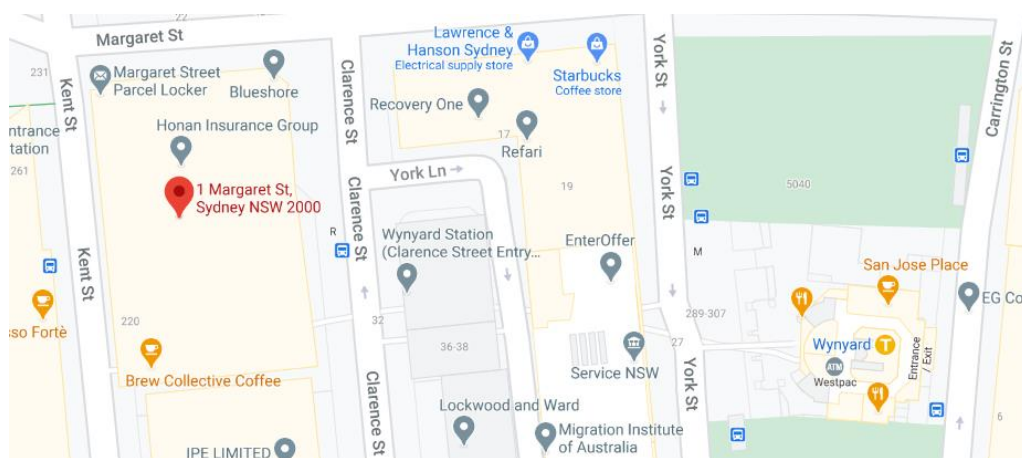 22
Margaret St
231
Kent St
Margaret Street
Parcel Locker
Blueshore
Clarence St
Lawrence &
Hanson Sydney
Electrical supply store
Starbucks
Coffee store
York St
Carrington St
Recovery One
17
Refari
ntrance
tation
261
Honan Insurance Group
1 Margaret St,
Sydney NSW 2000
York Ln
19
York St
5040
Clarence St
R
Wynyard Station
(Clarence Street Entry...
EnterOffer
M
San Jose Place
Kent St
sso Fortè
220
32
289-307
EG Co
36-38
27
Wynyard
T
ATM
Westpac
Entrance
/ Exit
Brew Collective Coffee
Clarence St
Service NSW
York St
Lockwood and Ward
Migration Institute
of Australia
6
IPE LIMITED